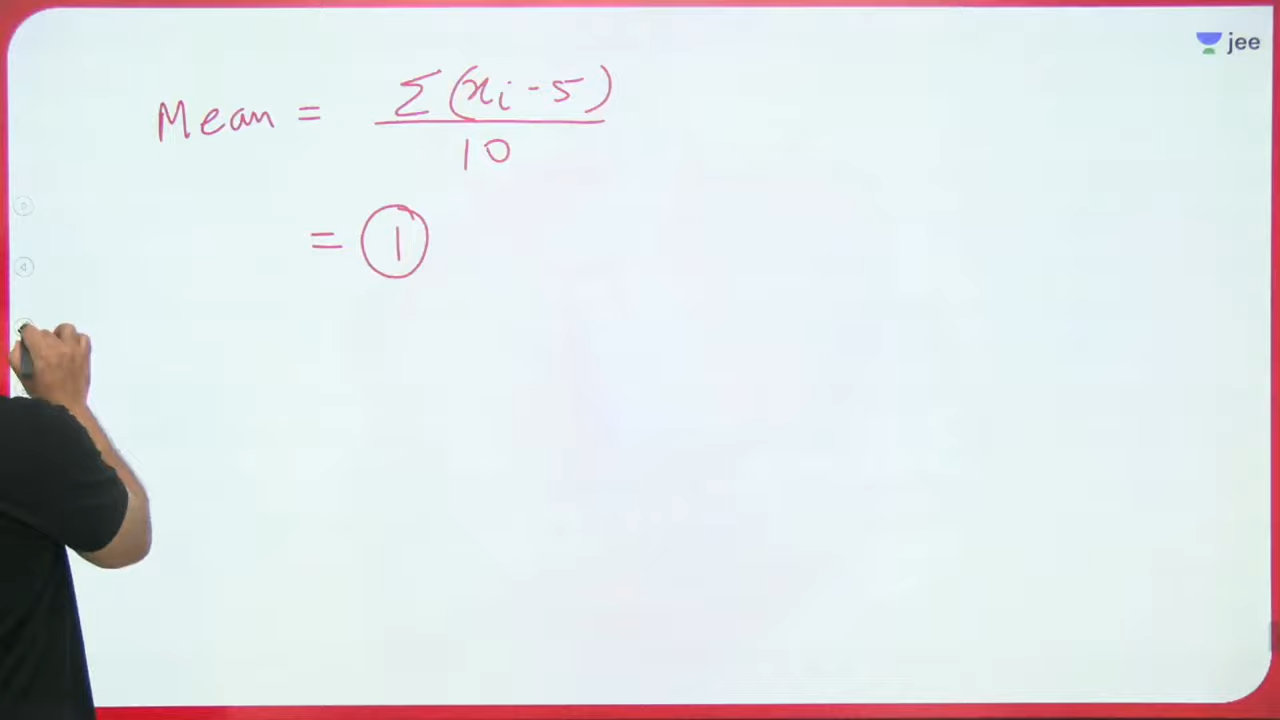 jee
Mean = Σ(xi - 5)
10
= 1